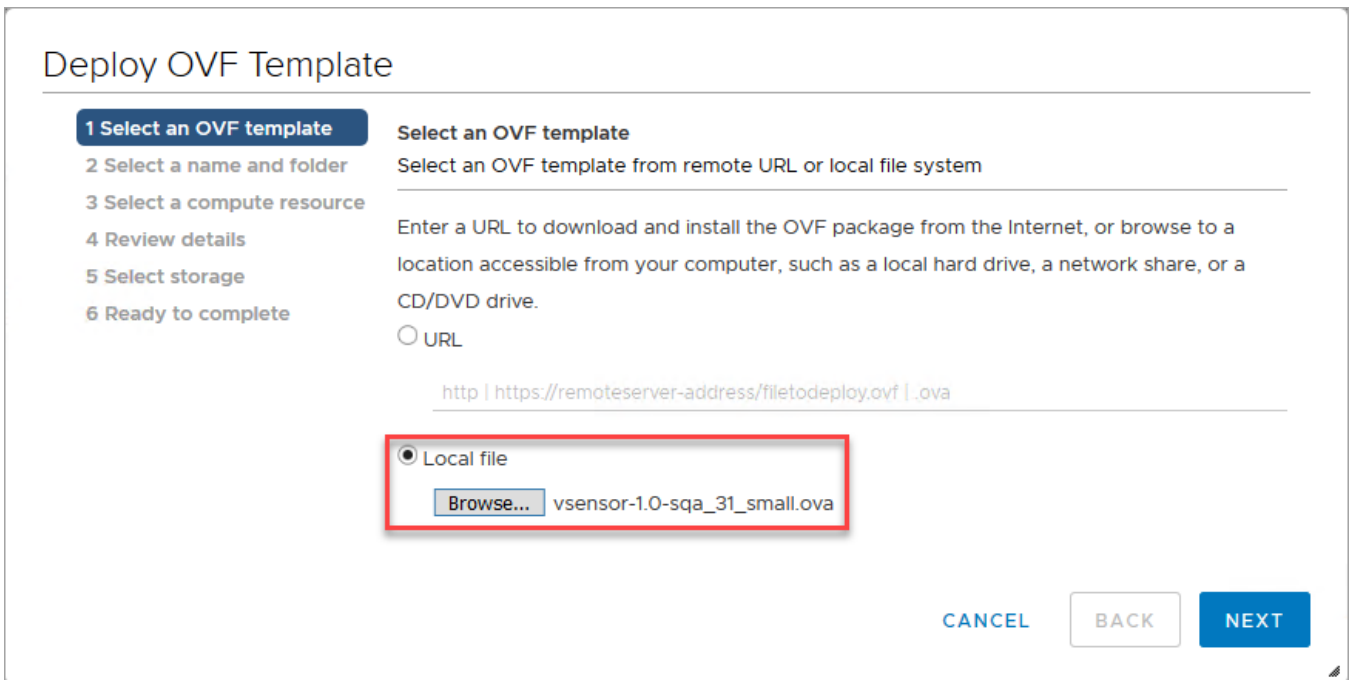 Deploy OVF Template
1 Select an OVF template
2 Select a name and folder
3 Select a compute resource
4 Review details
5 Select storage
6 Ready to complete
Select an OVF template
Select an OVF template from remote URL or local file system
Enter a URL to download and install the OVF package from the Internet, or browse to a
location accessible from your computer, such as a local hard drive, a network share, or a
CD/DVD drive.
URL
http | https://remoteserver-address/filetodeploy.ovf | .ova
Local file
Browse... vsensor-1.0-sqa_31_small.ova
CANCEL BACK NEXT